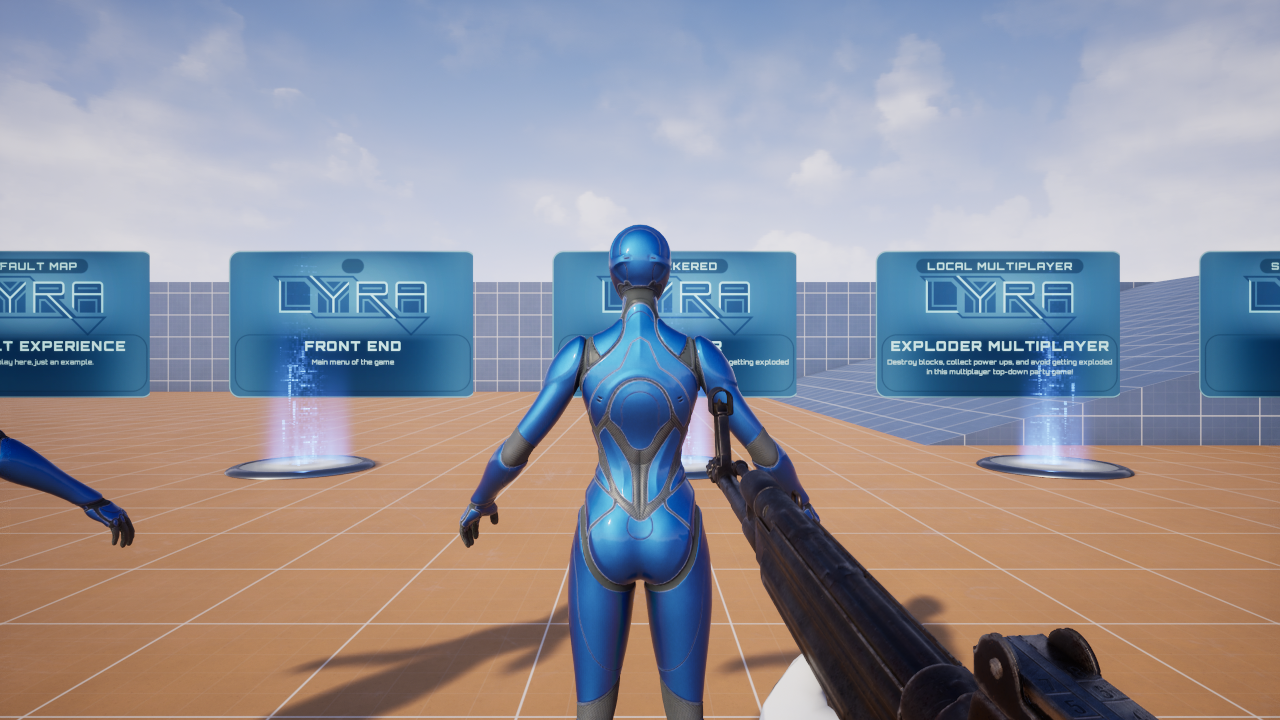 FAULT MAP
YRA
LT EXPERIENCE
lay here, just an example.
LYRA
FRONT END
Main menu of the game
KERED
LYRA
R
getting exploded
LOCAL MULTIPLAYER
LYRA
EXPLODER MULTIPLAYER
Destroy blocks, collect power ups, and avoid getting exploded
in this multiplayer top-down party game!
S
L